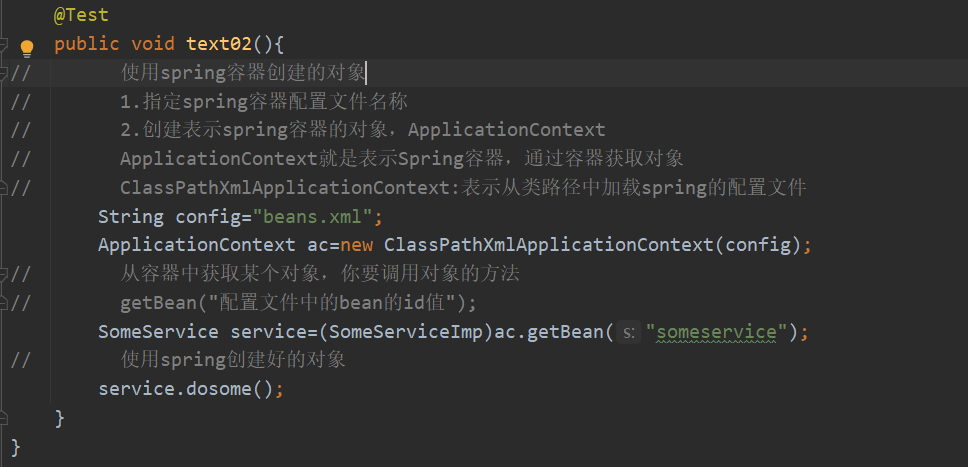 @Test
public void text02(){
//        使用spring容器创建的对象
//        1.指定spring容器配置文件名称
//        2.创建表示spring容器的对象，ApplicationContext
//        ApplicationContext就是表示Spring容器，通过容器获取对象
//        ClassPathXmlApplicationContext:表示从类路径中加载spring的配置文件
String config="beans.xml";
ApplicationContext ac=new ClassPathXmlApplicationContext(config);
//        从容器中获取某个对象，你要调用对象的方法
//        getBean("配置文件中的bean的id值");
SomeService service=(SomeServiceImp)ac.getBean( s: "someservice");
//        使用spring创建好的对象
service.dosome();
}
}